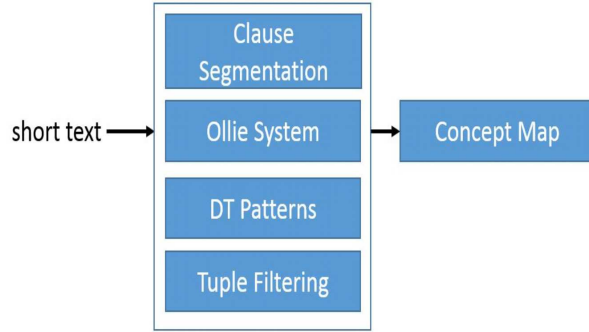 Clause
Segmentation
short text
Ollie System
Concept Map
DT Patterns
Tuple Filtering